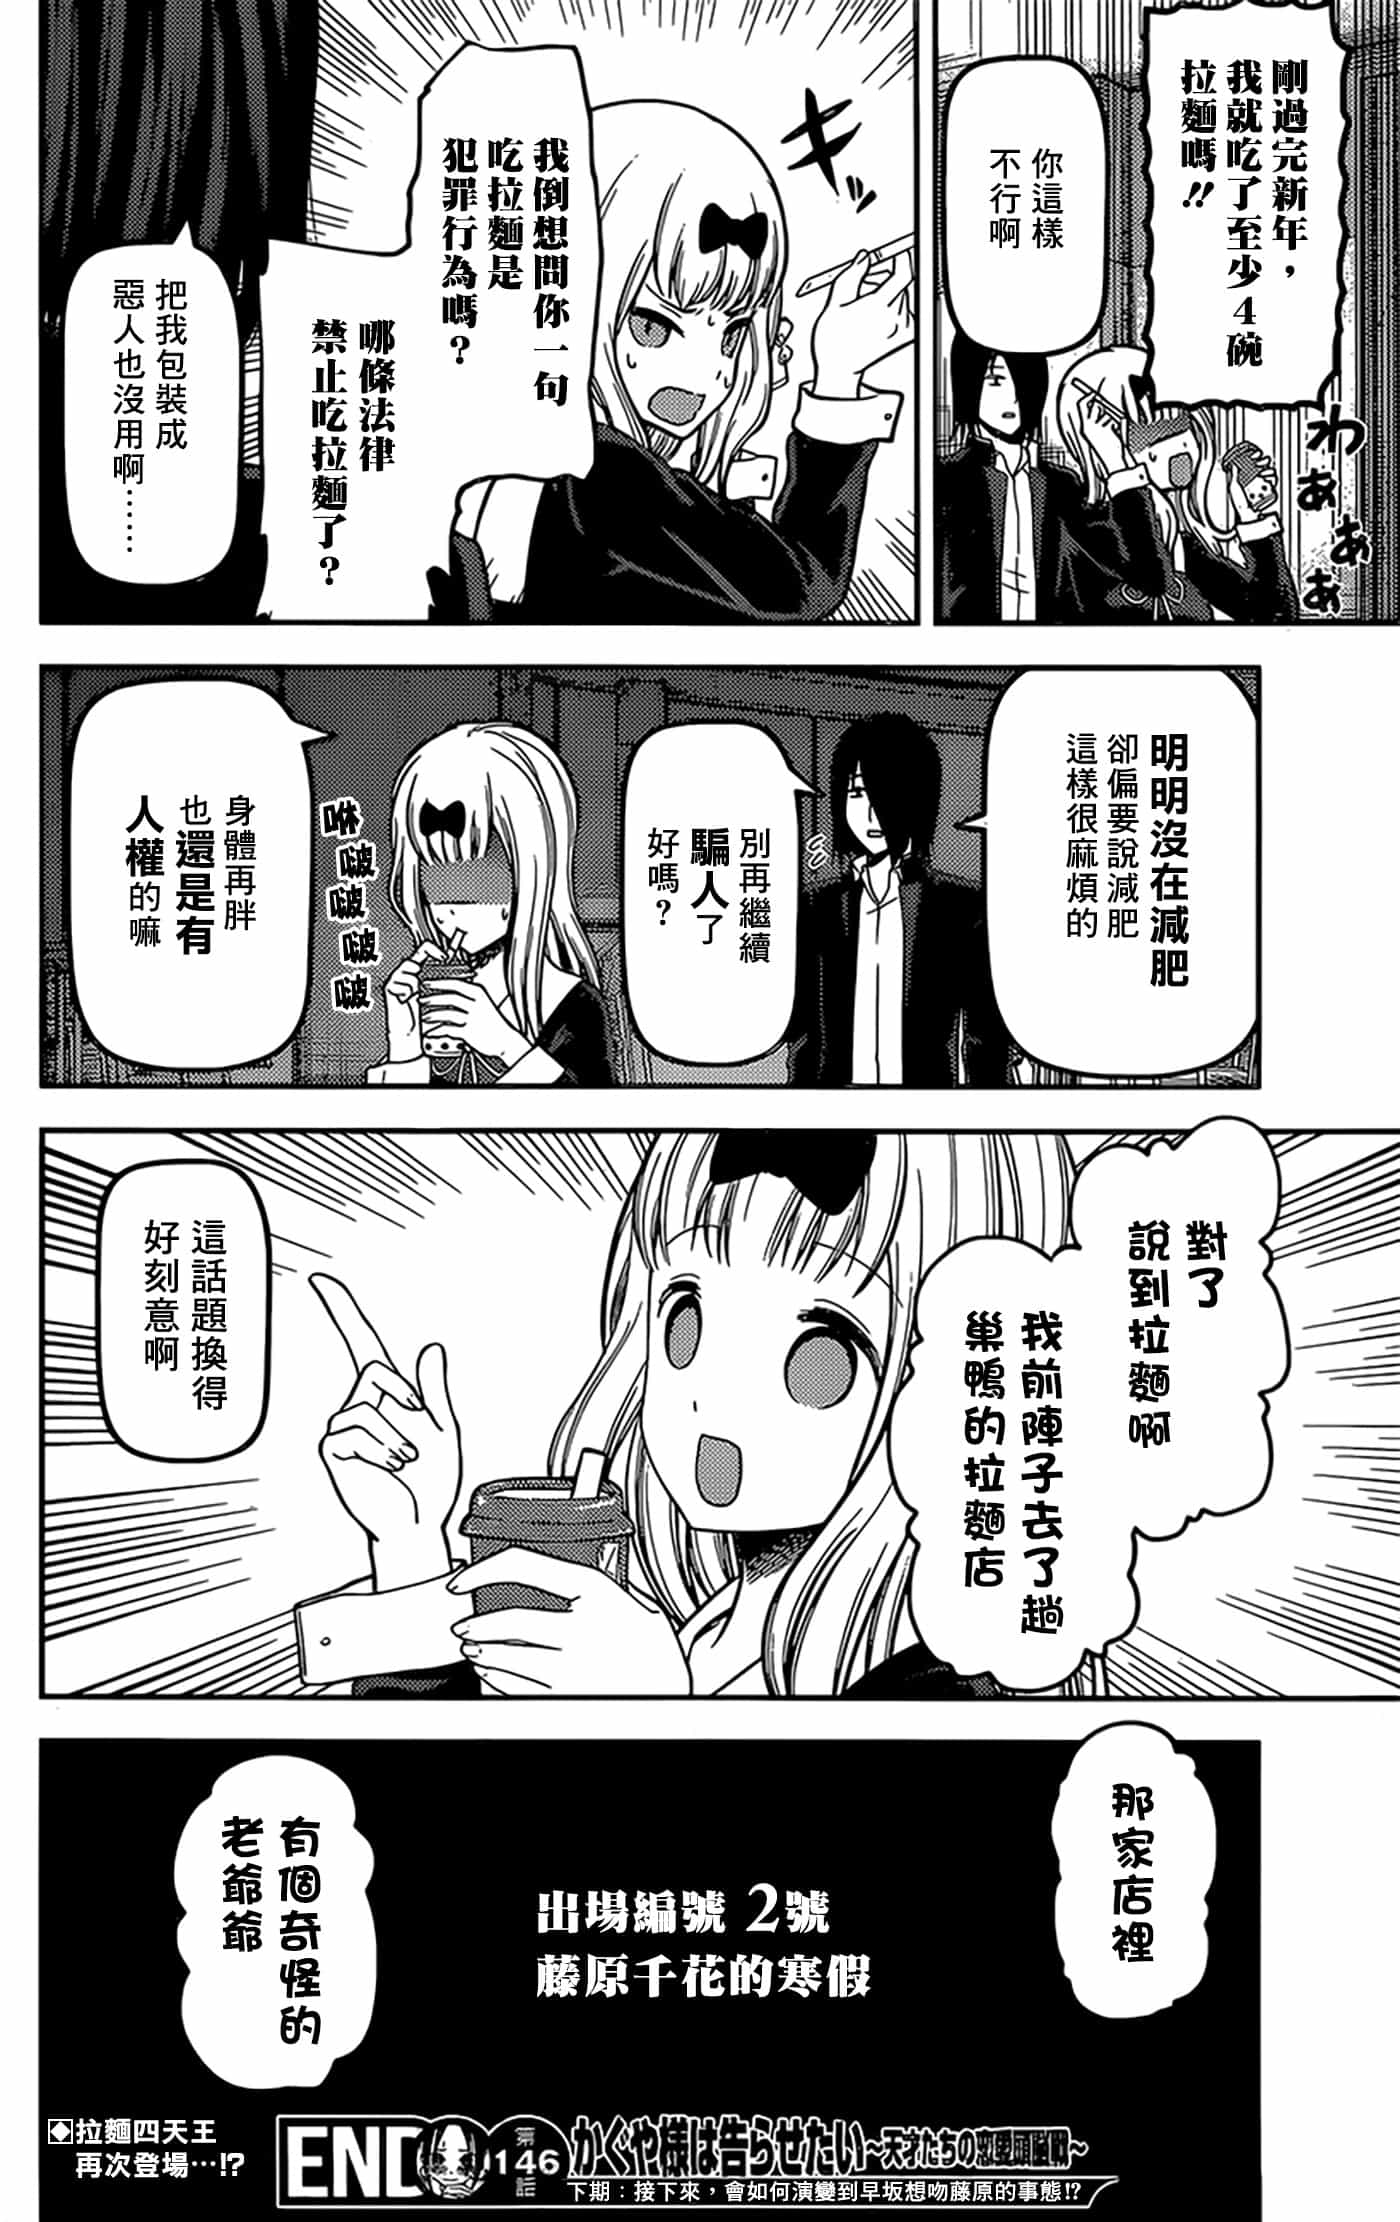 剛過完新年，
我就吃了至少4碗
拉麵嗎!!
你這樣
不行啊
わぁぁぁ
我倒想問你一句
吃拉麵是
犯罪行為嗎？
哪條法律
禁止吃拉麵了？
把我包裝成
惡人也沒用啊……
明明沒在減肥
卻偏要說減肥
這樣很麻煩的
別再繼續
騙人了
好嗎？
啵啵啵啵
身體再胖
也還是有
人權的嘛
對了
說到拉麵啊
我前陣子去了趟
巢鴨的拉麵店
這話題換得
好刻意啊
那家店裡
有個奇怪的
老爺爺
出場編號 2號
藤原千花的寒假
拉麵四天王
再次登場…!?
END
第146話
かぐや様は告らせたい～天才たちの恋愛頭脳戦～
下期：接下來，會如何演變到早坂想吻藤原的事態!?